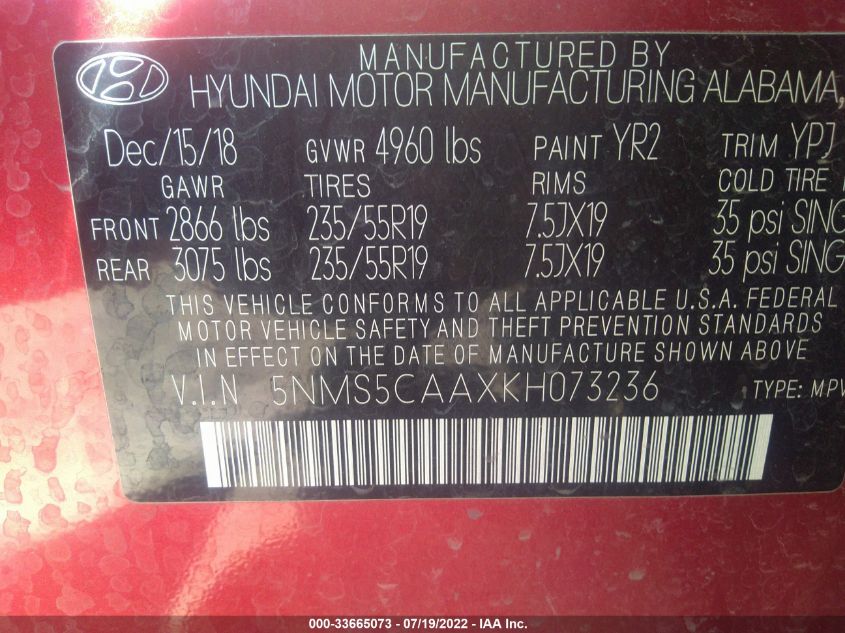 MANUFACTURED BY
HYUNDAI MOTOR MANUFACTURING ALABAMA,
Dec/15/18 GVWR 4960 lbs PAINT YR2 TRIM YPJ
GAWR TIRES RIMS COLD TIRE
FRONT 2866 lbs 235/55R19 7.5JX19 35 psi SING
REAR 3075 lbs 235/55R19 7.5JX19 35 psi SING
THIS VEHICLE CONFORMS TO ALL APPLICABLE U.S.A. FEDERAL
MOTOR VEHICLE SAFETY AND THEFT PREVENTION STANDARDS
IN EFFECT ON THE DATE OF MANUFACTURE SHOWN ABOVE
V.I.N 5NMS5CAAXKH073236 TYPE: MPV
000-33665073 - 07/19/2022 - IAA Inc.